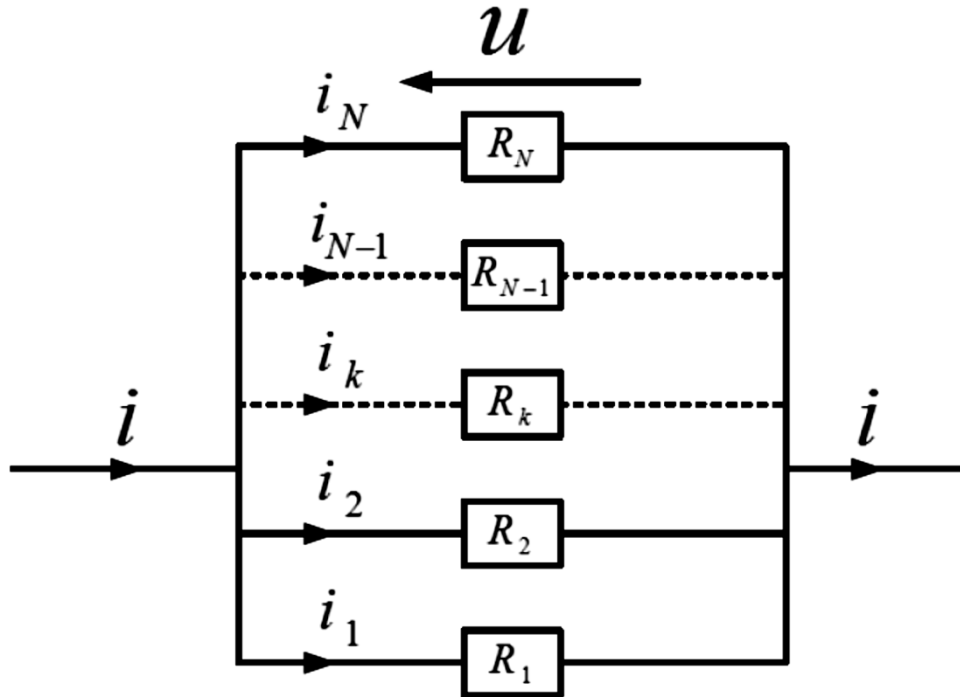 u
i_N
R_N
i_{N-1}
R_{N-1}
i_k
R_k
i
i
i_2
R_2
i_1
R_1